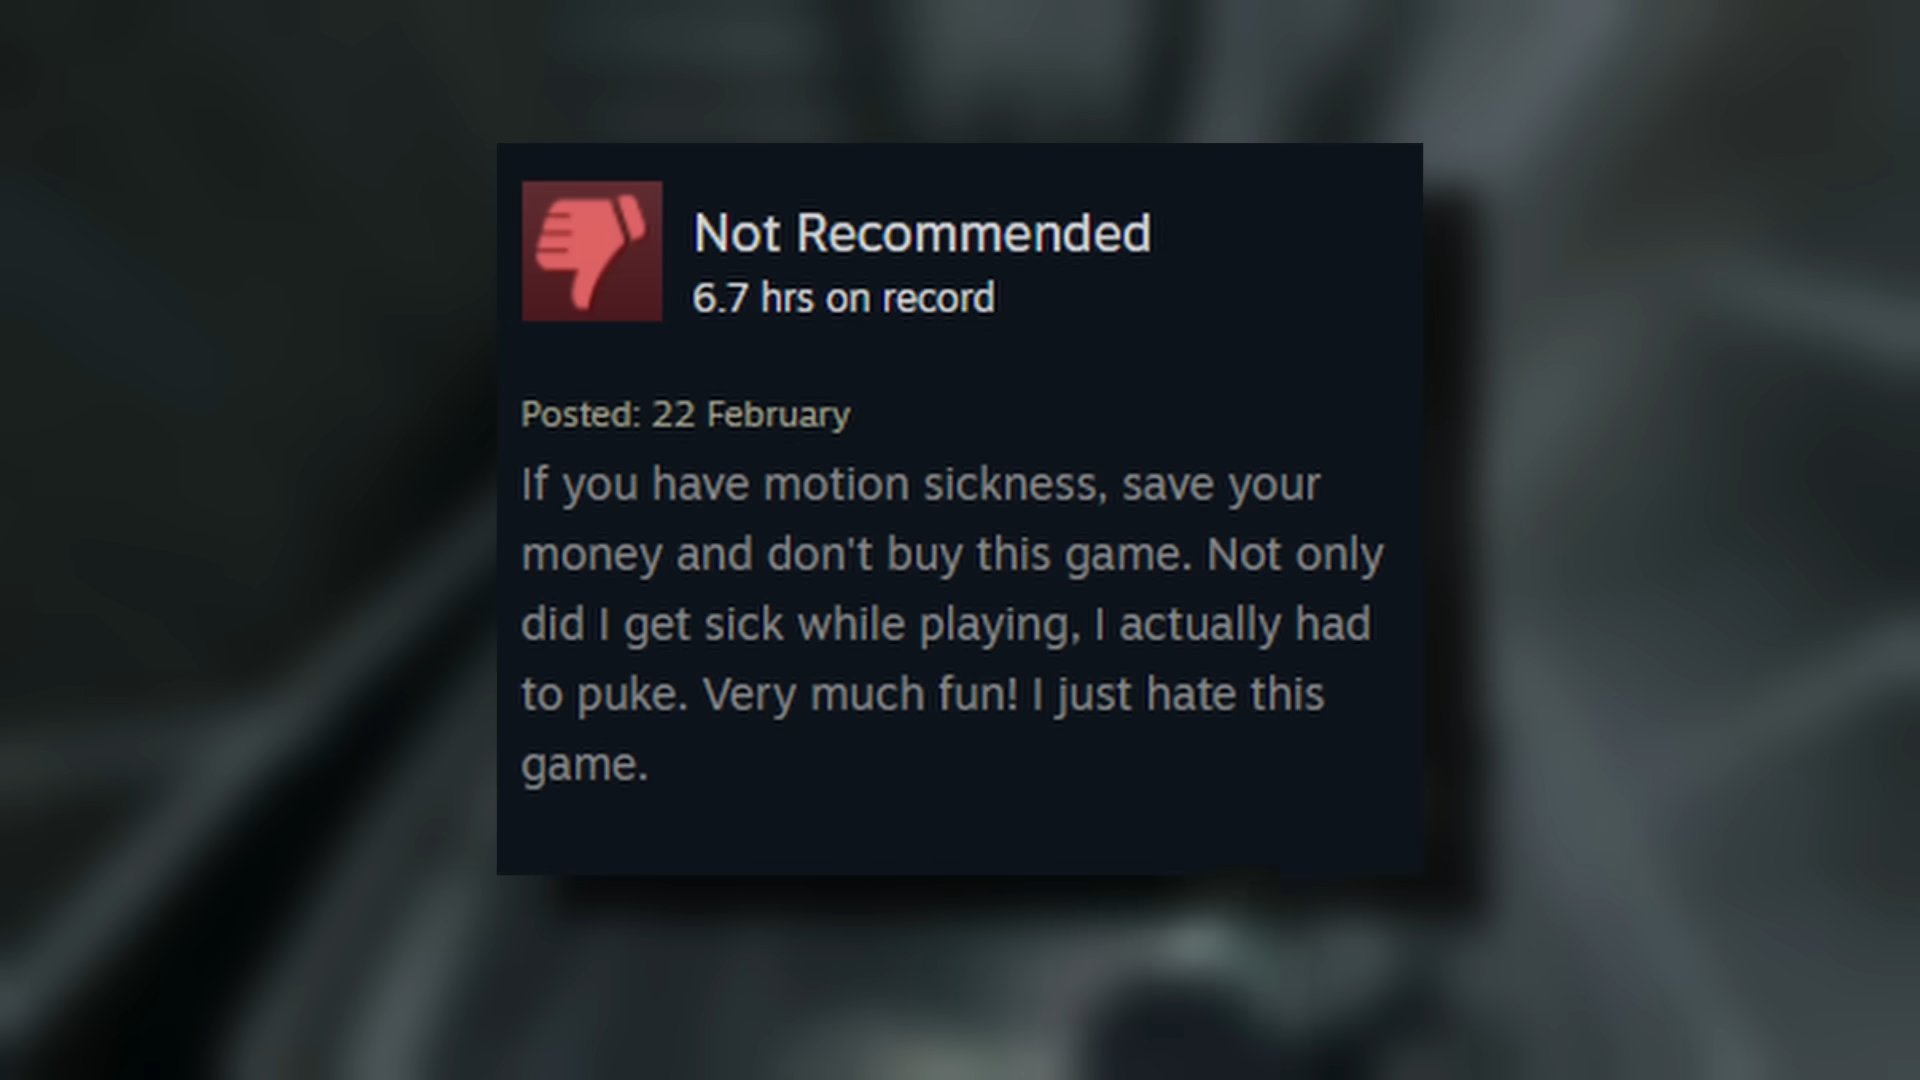 Not Recommended
6.7 hrs on record
Posted: 22 February
If you have motion sickness, save your
money and don't buy this game. Not only
did I get sick while playing, I actually had
to puke. Very much fun! I just hate this
game.